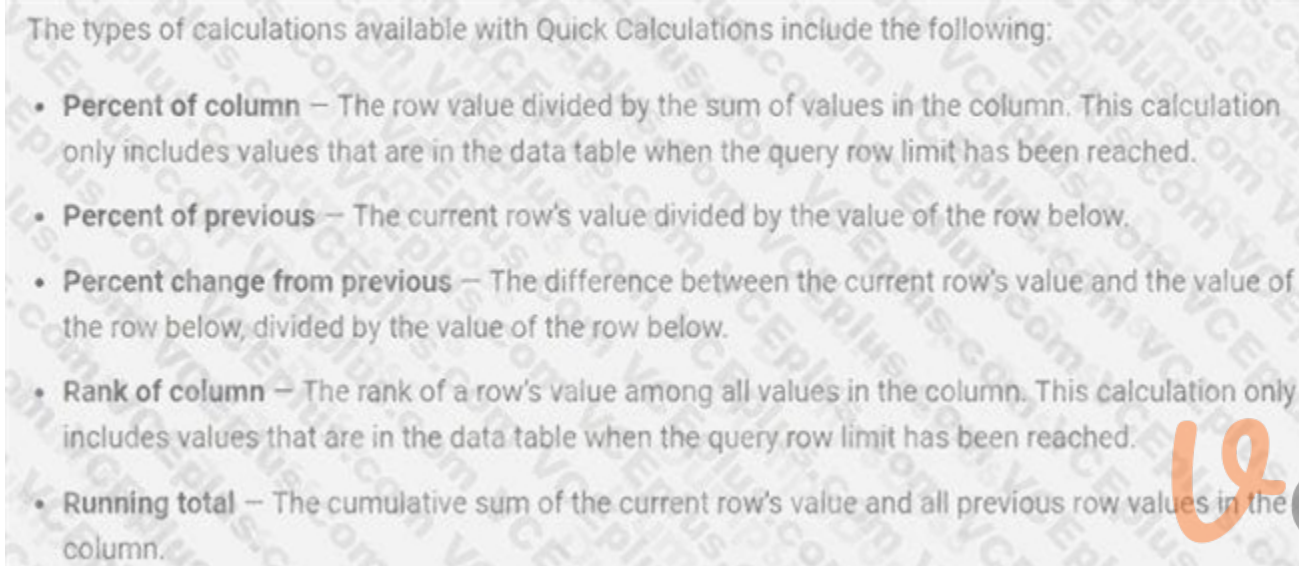 The types of calculations available with Quick Calculations include the following:
• Percent of column – The row value divided by the sum of values in the column. This calculation
only includes values that are in the data table when the query row limit has been reached.
• Percent of previous – The current row's value divided by the value of the row below.
• Percent change from previous – The difference between the current row's value and the value of
the row below, divided by the value of the row below.
• Rank of column – The rank of a row's value among all values in the column. This calculation only
includes values that are in the data table when the query row limit has been reached.
• Running total – The cumulative sum of the current row's value and all previous row values in the
column.